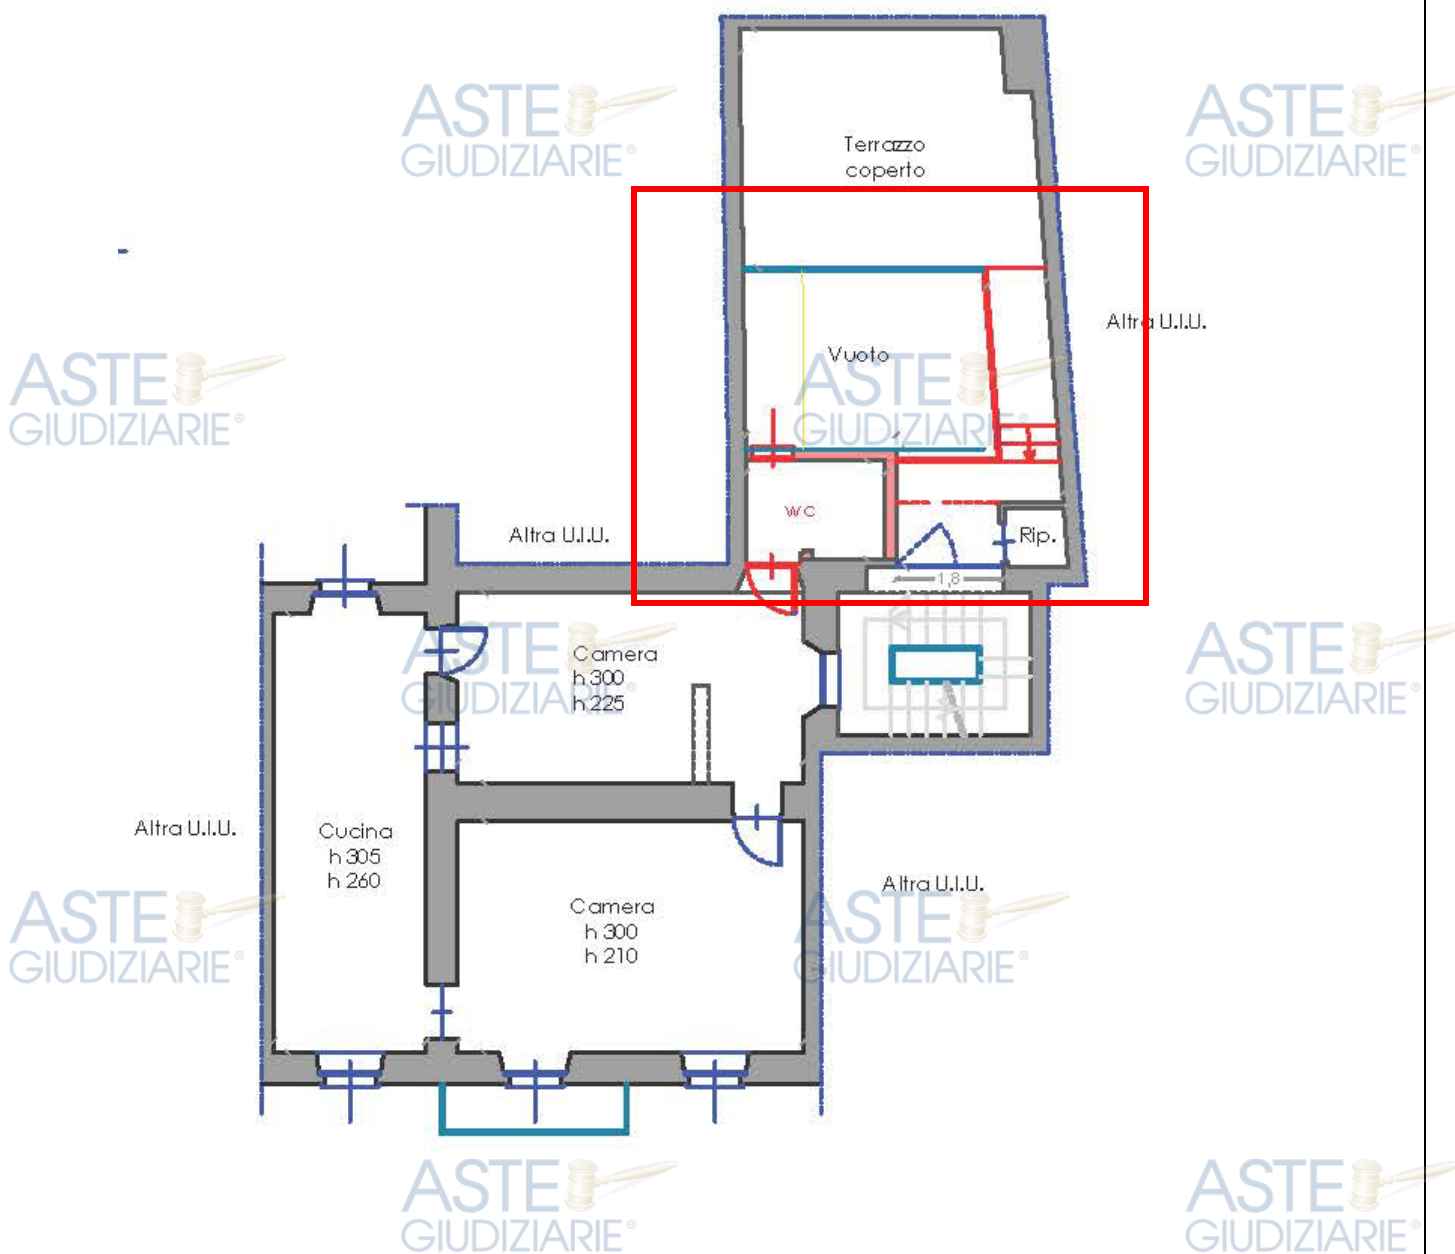 ASTE
GIUDIZIARIE®
ASTE
GIUDIZIARIE®
Terrazzo
coperto
Altra U.I.U.
Vuoto
ASTE
GIUDIZIARIE®
ASTE
GIUDIZIARIE®
wc
Altra U.I.U.
Rip.
1,8
ASTE
GIUDIZIARIE®
ASTE
GIUDIZIARIE®
Camera
h 300
h 225
Altra U.I.U.
Cucina
h 305
h 260
Altra U.I.U.
Camera
h 300
h 210
ASTE
GIUDIZIARIE®
ASTE
GIUDIZIARIE®
ASTE
GIUDIZIARIE®
ASTE
GIUDIZIARIE®